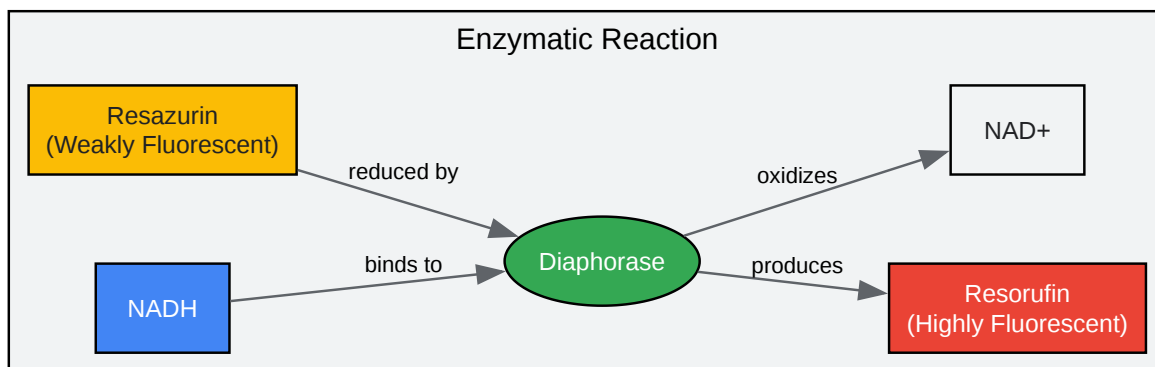 Enzymatic Reaction
Resazurin
(Weakly Fluorescent)
reduced by
NADH
binds to
Diaphorase
oxidizes
NAD+
produces
Resorufin
(Highly Fluorescent)